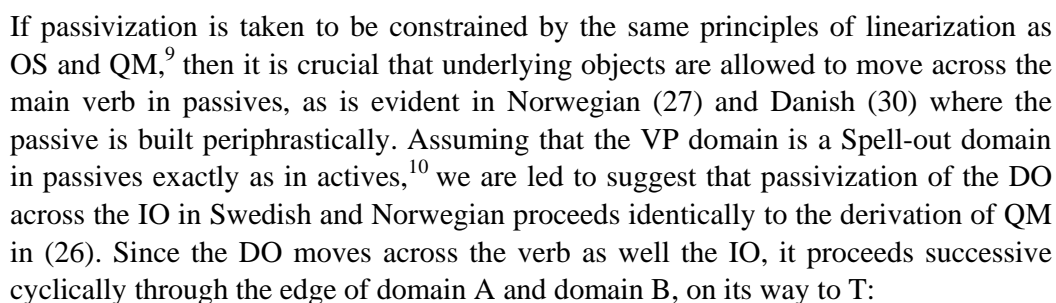 If passivization is taken to be constrained by the same principles of linearization as
OS and QM,⁹ then it is crucial that underlying objects are allowed to move across the
main verb in passives, as is evident in Norwegian (27) and Danish (30) where the
passive is built periphrastically. Assuming that the VP domain is a Spell-out domain
in passives exactly as in actives,¹⁰ we are led to suggest that passivization of the DO
across the IO in Swedish and Norwegian proceeds identically to the derivation of QM
in (26). Since the DO moves across the verb as well the IO, it proceeds successive
cyclically through the edge of domain A and domain B, on its way to T: